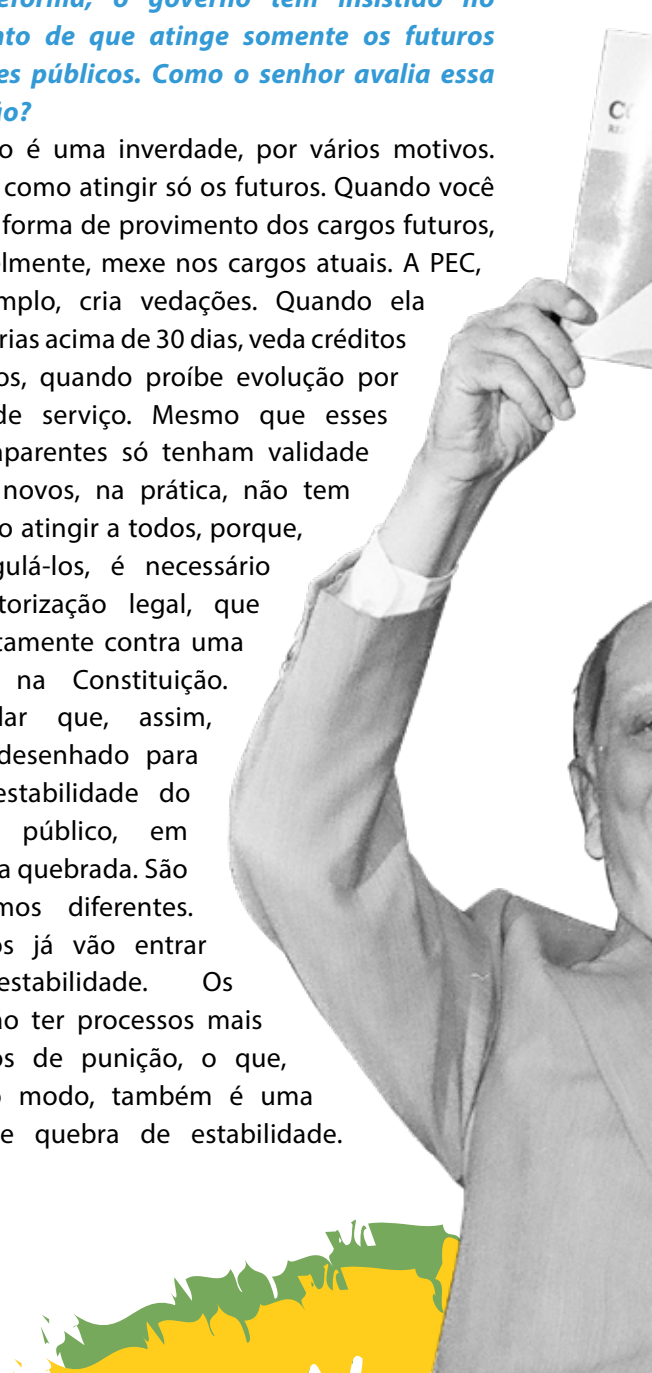 eforma, o governo tem insistido no
nto de que atinge somente os futuros
es públicos. Como o senhor avalia essa
ão?
o é uma inverdade, por vários motivos.
como atingir só os futuros. Quando você
forma de provimento dos cargos futuros,
lmente, mexe nos cargos atuais. A PEC,
mplo, cria vedações. Quando ela
rias acima de 30 dias, veda créditos
os, quando proíbe evolução por
de serviço. Mesmo que esses
aparentes só tenham validade
novos, na prática, não tem
o atingir a todos, porque,
gulá-los, é necessário
torização legal, que
tamente contra uma
na Constituição.
lar que, assim,
desenhado para
estabilidade do
público, em
a quebrada. São
mos diferentes.
os já vão entrar
estabilidade. Os
ão ter processos mais
os de punição, o que,
o modo, também é uma
e quebra de estabilidade.